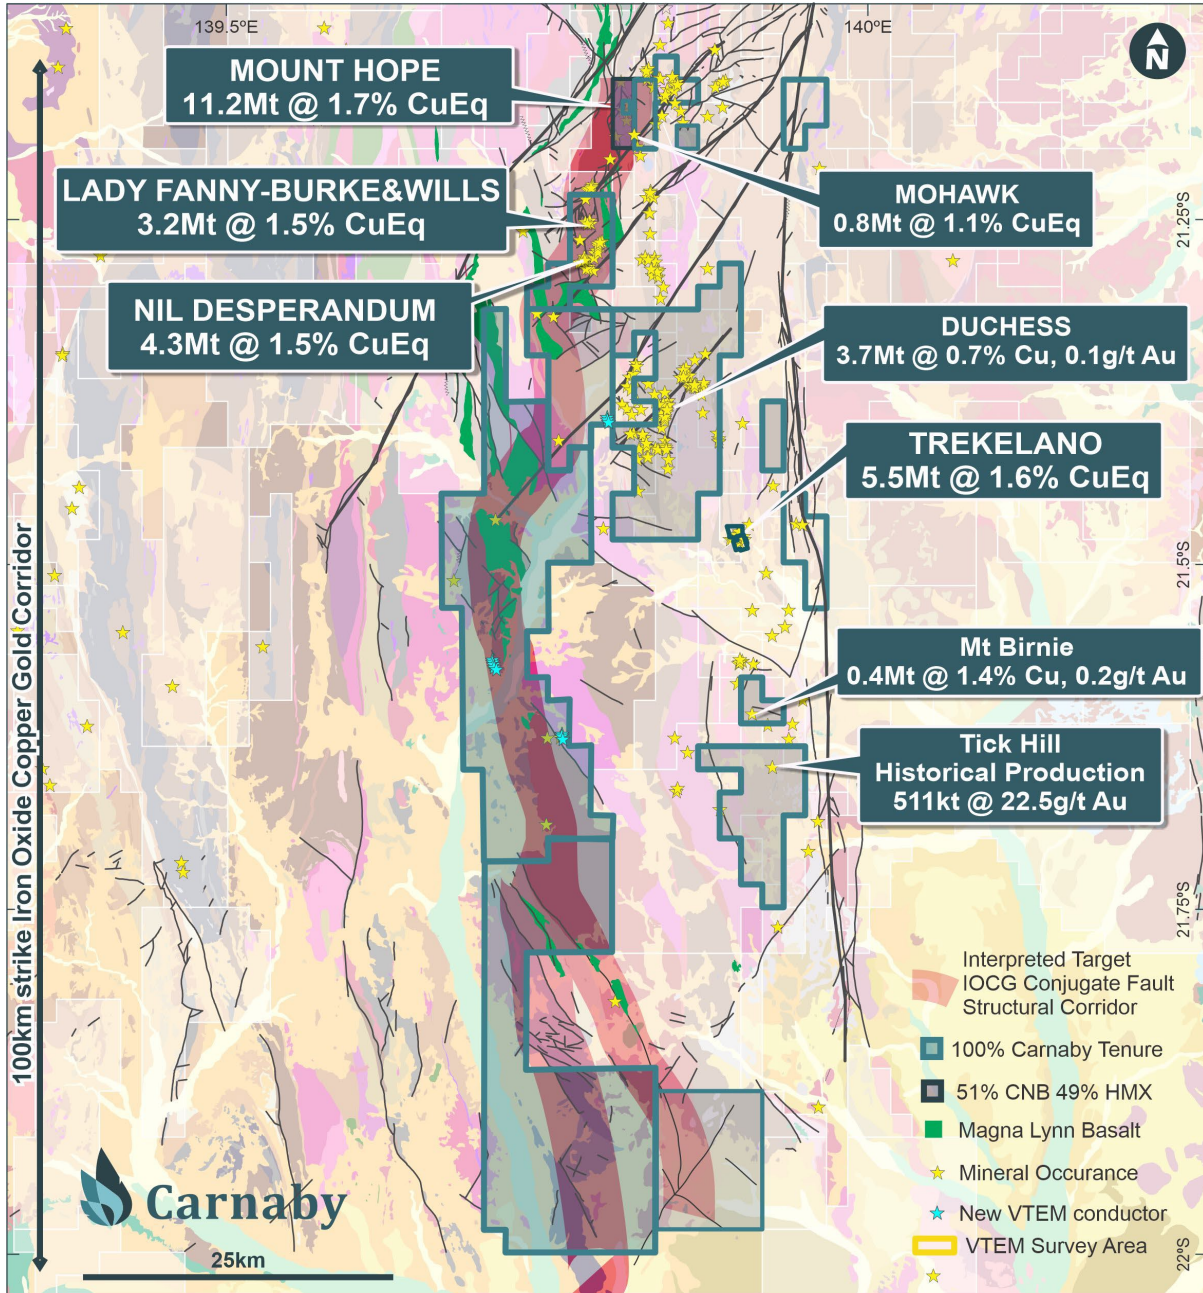 139.5ºE
140ºE
N
MOUNT HOPE
11.2Mt @ 1.7% CuEq
LADY FANNY-BURKE&WILLS
3.2Mt @ 1.5% CuEq
MOHAWK
0.8Mt @ 1.1% CuEq
21.25ºS
NIL DESPERANDUM
4.3Mt @ 1.5% CuEq
DUCHESS
3.7Mt @ 0.7% Cu, 0.1g/t Au
TREKELANO
5.5Mt @ 1.6% CuEq
21.5ºS
Mt Birnie
0.4Mt @ 1.4% Cu, 0.2g/t Au
Tick Hill
Historical Production
511kt @ 22.5g/t Au
100km strike Iron Oxide Copper Gold Corridor
21.75ºS
Interpreted Target
IOCG Conjugate Fault
Structural Corridor
100% Carnaby Tenure
51% CNB 49% HMX
Magna Lynn Basalt
Mineral Occurance
New VTEM conductor
VTEM Survey Area
22ºS
Carnaby
25km